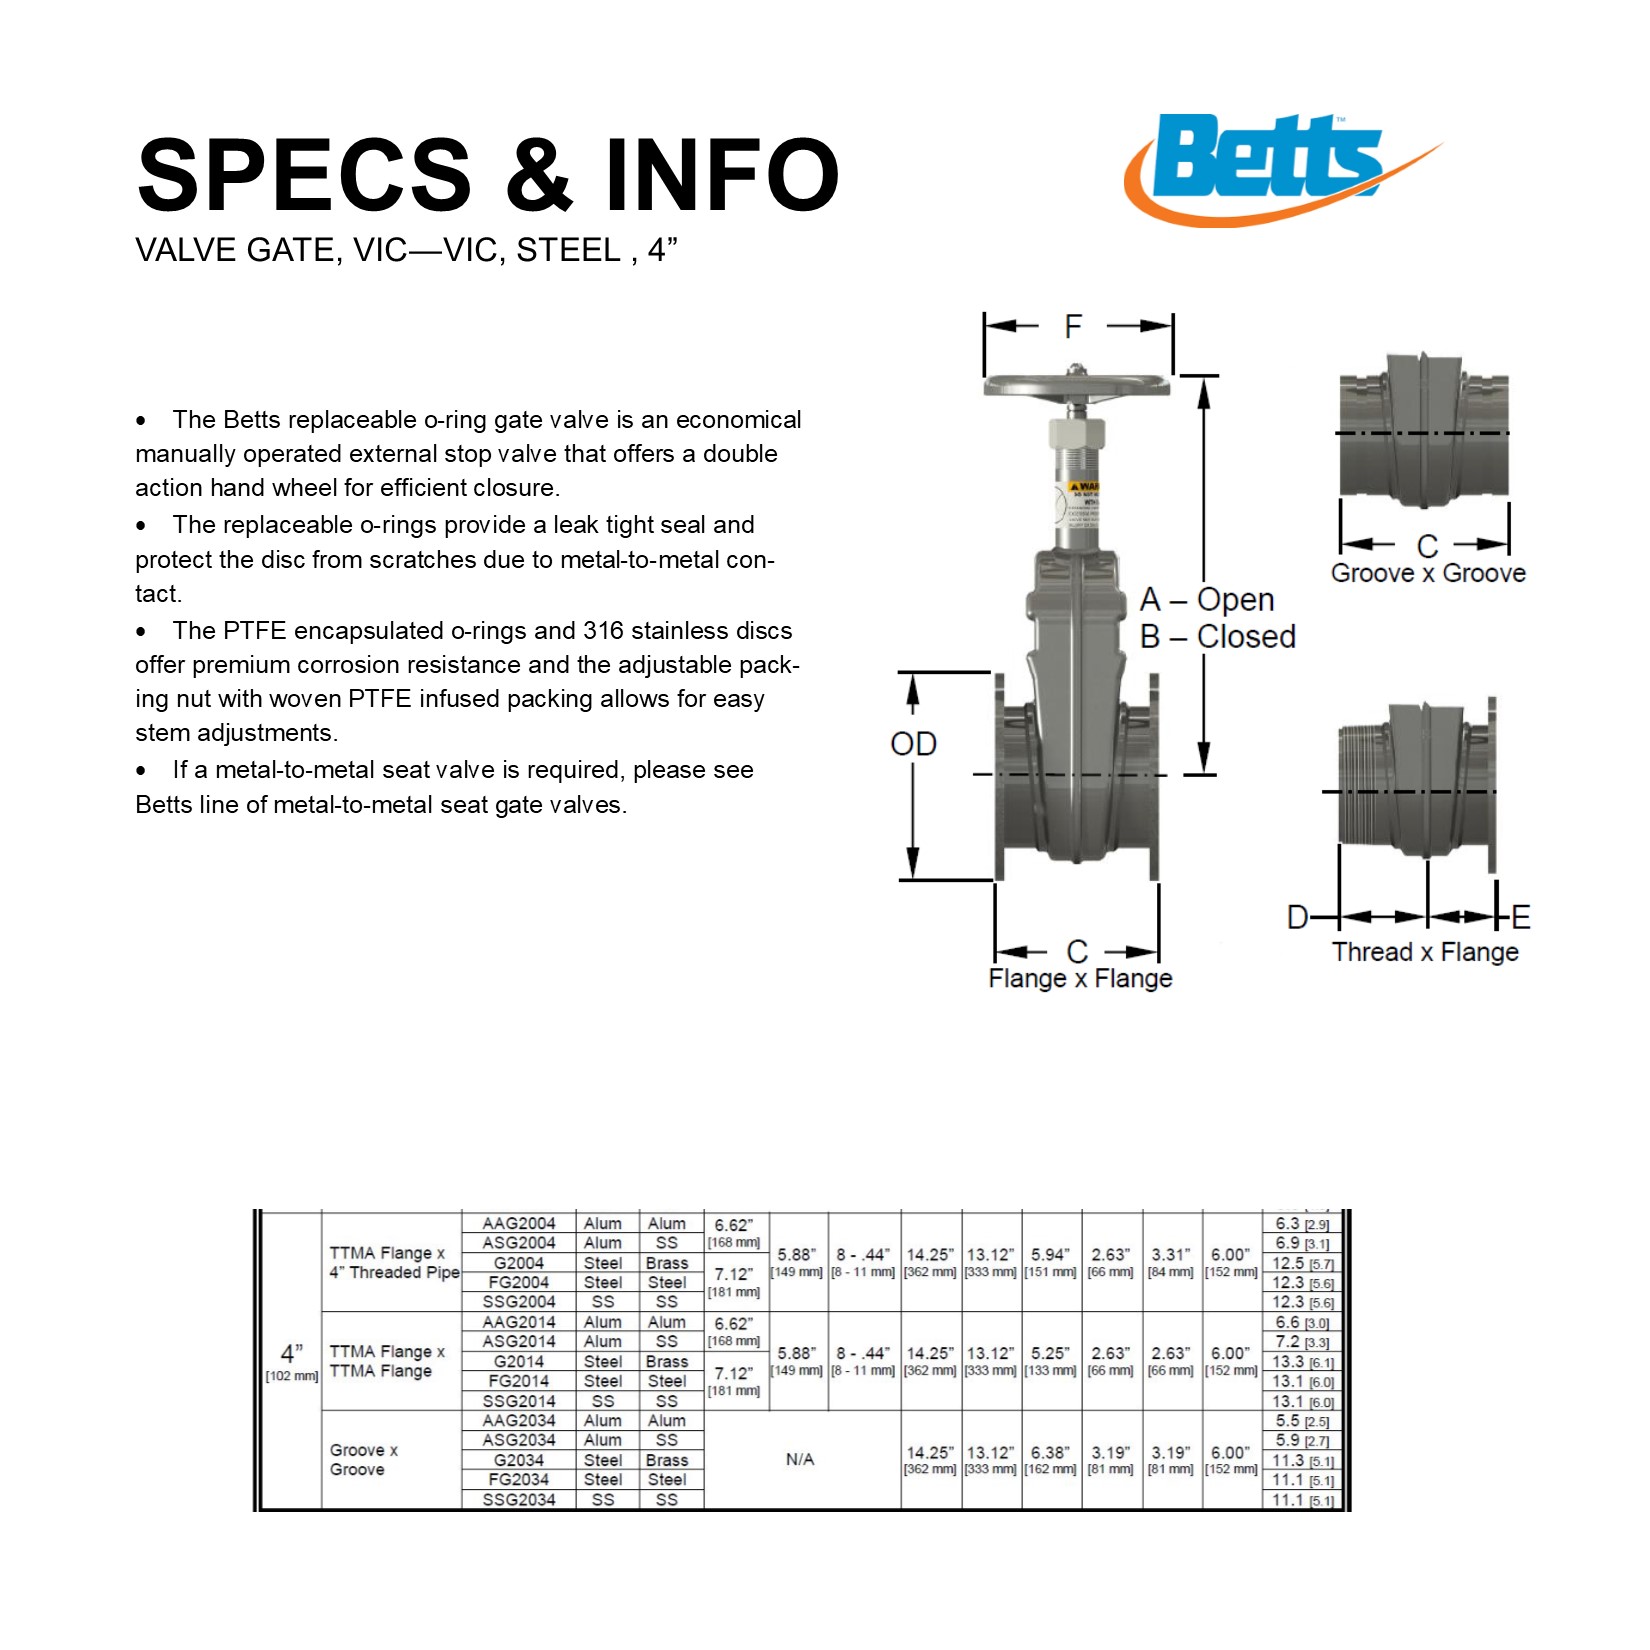 SPECS & INFO
Betts™
VALVE GATE, VIC—VIC, STEEL , 4”
• The Betts replaceable o-ring gate valve is an economical
manually operated external stop valve that offers a double
action hand wheel for efficient closure.
• The replaceable o-rings provide a leak tight seal and
protect the disc from scratches due to metal-to-metal con-
tact.
• The PTFE encapsulated o-rings and 316 stainless discs
offer premium corrosion resistance and the adjustable pack-
ing nut with woven PTFE infused packing allows for easy
stem adjustments.
• If a metal-to-metal seat valve is required, please see
Betts line of metal-to-metal seat gate valves.
F
A – Open
B – Closed
OD
C
Flange x Flange
C
Groove x Groove
D
E
Thread x Flange
4”
[102 mm]
TTMA Flange x
4” Threaded Pipe
AAG2004 Alum Alum
ASG2004 Alum SS
G2004 Steel Brass
FG2004 Steel Steel
SSG2004 SS SS
6.62”
[168 mm]
7.12”
[181 mm]
5.88” 8 - .44” 14.25” 13.12” 5.94” 2.63” 3.31” 6.00”
[149 mm] [8 - 11 mm] [362 mm] [333 mm] [151 mm] [66 mm] [84 mm] [152 mm]
6.3 [2.9]
6.9 [3.1]
12.5 [5.7]
12.3 [5.6]
12.3 [5.6]
TTMA Flange x
TTMA Flange
AAG2014 Alum Alum
ASG2014 Alum SS
G2014 Steel Brass
FG2014 Steel Steel
SSG2014 SS SS
6.62”
[168 mm]
7.12”
[181 mm]
5.88” 8 - .44” 14.25” 13.12” 5.25” 2.63” 2.63” 6.00”
[149 mm] [8 - 11 mm] [362 mm] [333 mm] [133 mm] [66 mm] [66 mm] [152 mm]
6.6 [3.0]
7.2 [3.3]
13.3 [6.1]
13.1 [6.0]
13.1 [6.0]
Groove x
Groove
AAG2034 Alum Alum
ASG2034 Alum SS
G2034 Steel Brass
FG2034 Steel Steel
SSG2034 SS SS
N/A
14.25” 13.12” 6.38” 3.19” 3.19” 6.00”
[362 mm] [333 mm] [162 mm] [81 mm] [81 mm] [152 mm]
5.5 [2.5]
5.9 [2.7]
11.3 [5.1]
11.1 [5.1]
11.1 [5.1]